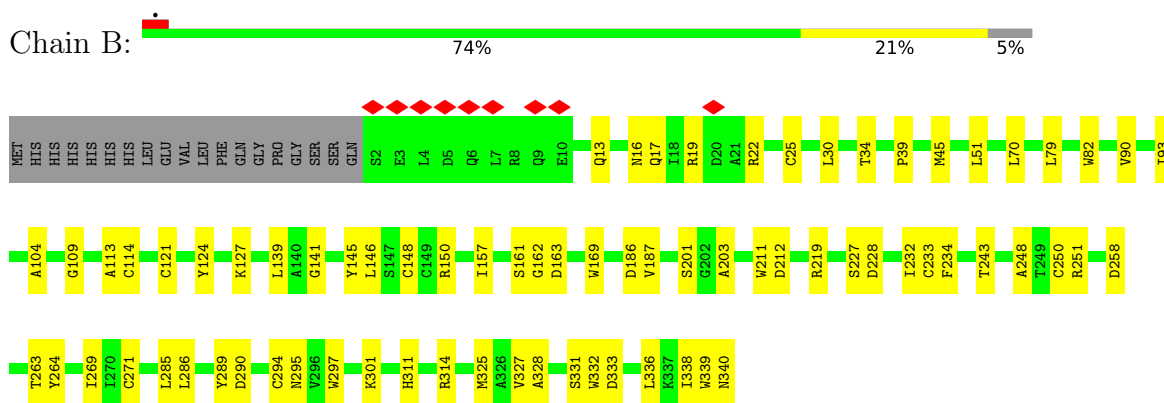 Chain B:
74% 21% 5%
MET HIS HIS HIS HIS HIS HIS LEU GLU VAL LEU PHE GLN GLY PRO GLY SER SER GLN S2 E3 L4 D5 Q6 L7 R8 Q9 E10 Q13 N16 Q17 I18 R19 D20 A21 R22 C25 L30 T34 P39 M45 L51 L70 L79 W82 V90 I93
A104 G109 A113 C114 C121 Y124 K127 L139 A140 G141 Y145 L146 S147 C148 C149 R150 I157 S161 G162 D163 W169 D186 V187 S201 G202 A203 W211 D212 R219 S227 D228 I232 C233 F234 T243 A248 T249 C250 R251 D258
T263 Y264 I269 I270 C271 L285 L286 Y289 D290 C294 N295 V296 W297 K301 H311 R314 M325 A326 V327 A328 S331 W332 D333 L336 K337 I338 W339 N340